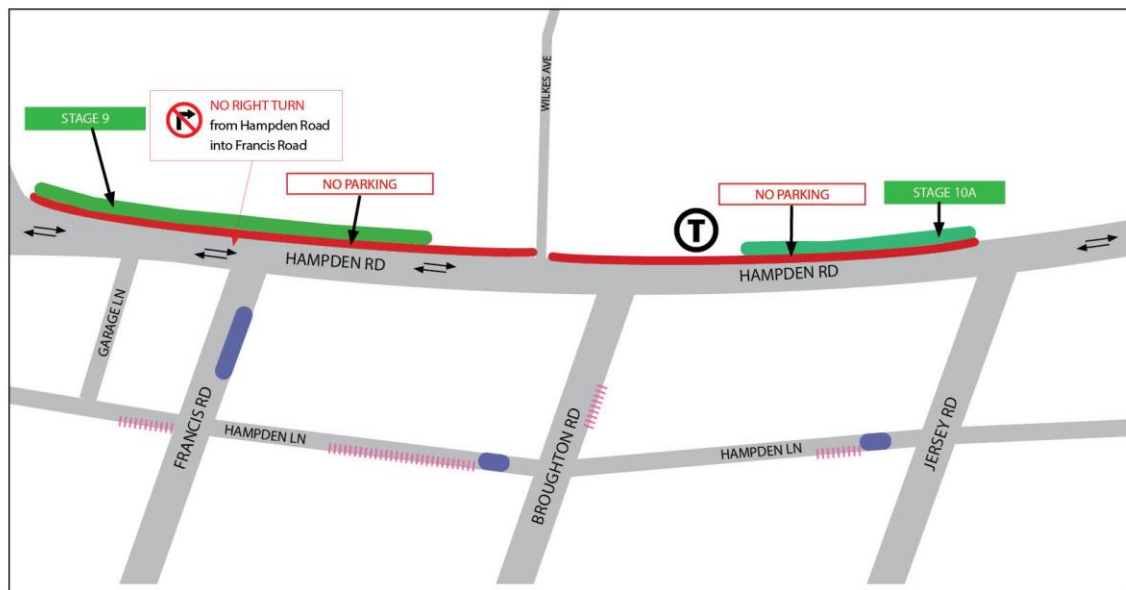 WILKES AVE
STAGE 9
NO RIGHT TURN
from Hampden Road
into Francis Road
NO PARKING
NO PARKING
STAGE 10A
T
HAMPDEN RD
HAMPDEN RD
GARAGE LN
FRANCIS RD
HAMPDEN LN
BROUGHTON RD
HAMPDEN LN
JERSEY RD